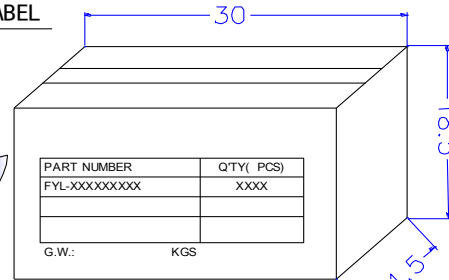 ABEL
30
PART NUMBER Q'TY( PCS)
FYL-XXXXXXXXX XXXX
G.W.: KGS